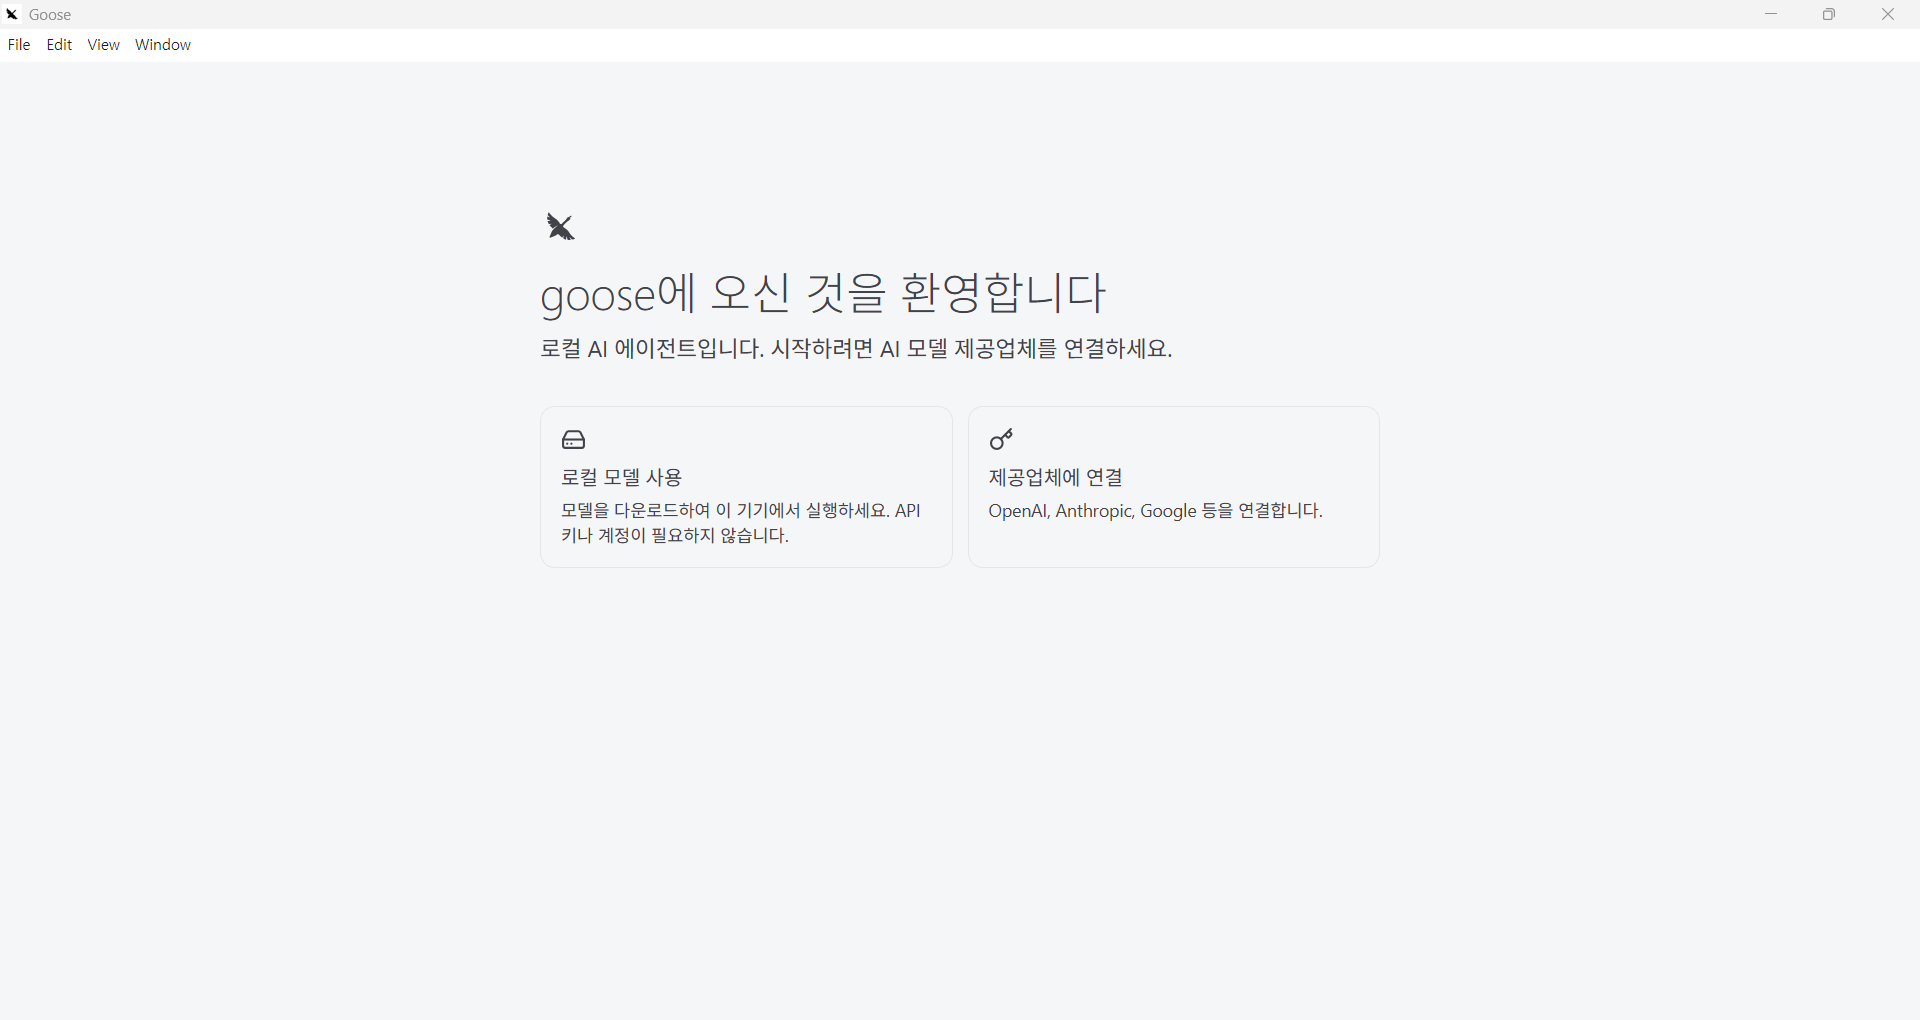 Goose
File Edit View Window
goose에 오신 것을 환영합니다
로컬 AI 에이전트입니다. 시작하려면 AI 모델 제공업체를 연결하세요.
로컬 모델 사용
모델을 다운로드하여 이 기기에서 실행하세요. API
키나 계정이 필요하지 않습니다.
제공업체에 연결
OpenAI, Anthropic, Google 등을 연결합니다.